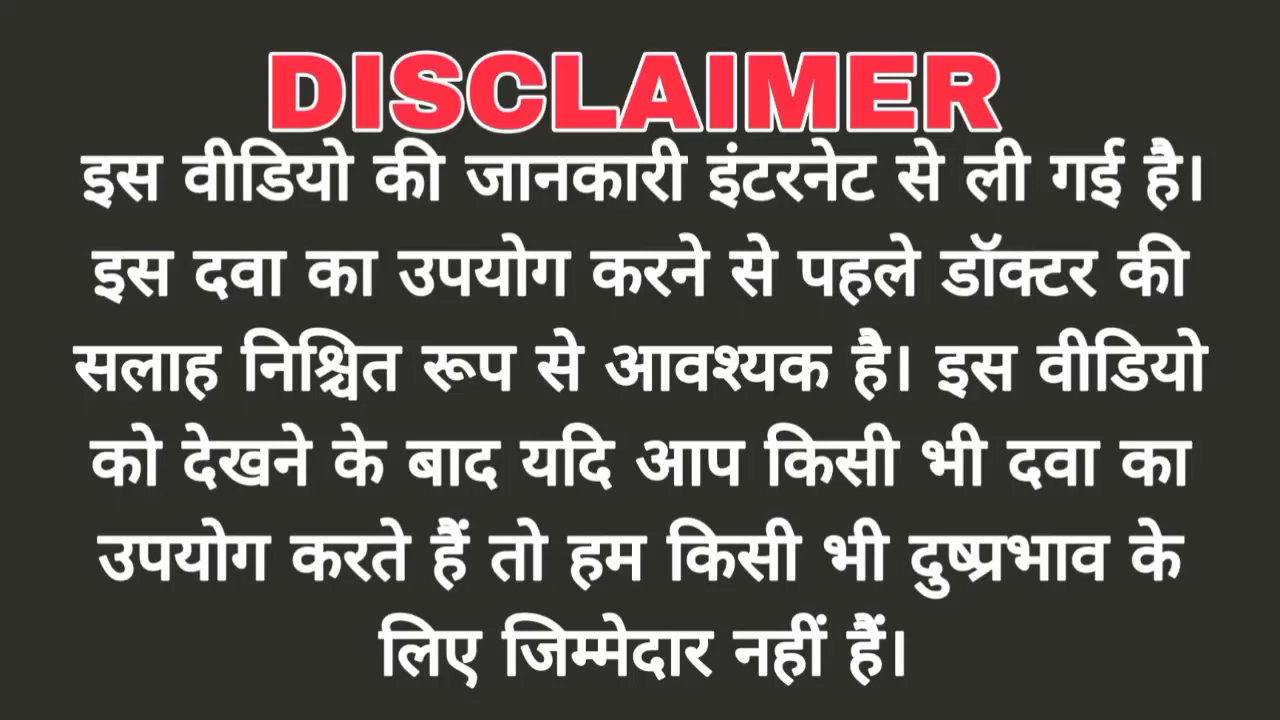 DISCLAIMER
इस वीडियो की जानकारी इंटरनेट से ली गई है।
इस दवा का उपयोग करने से पहले डॉक्टर की
सलाह निश्चित रूप से आवश्यक है। इस वीडियो
को देखने के बाद यदि आप किसी भी दवा का
उपयोग करते हैं तो हम किसी भी दुष्प्रभाव के
लिए जिम्मेदार नहीं हैं।